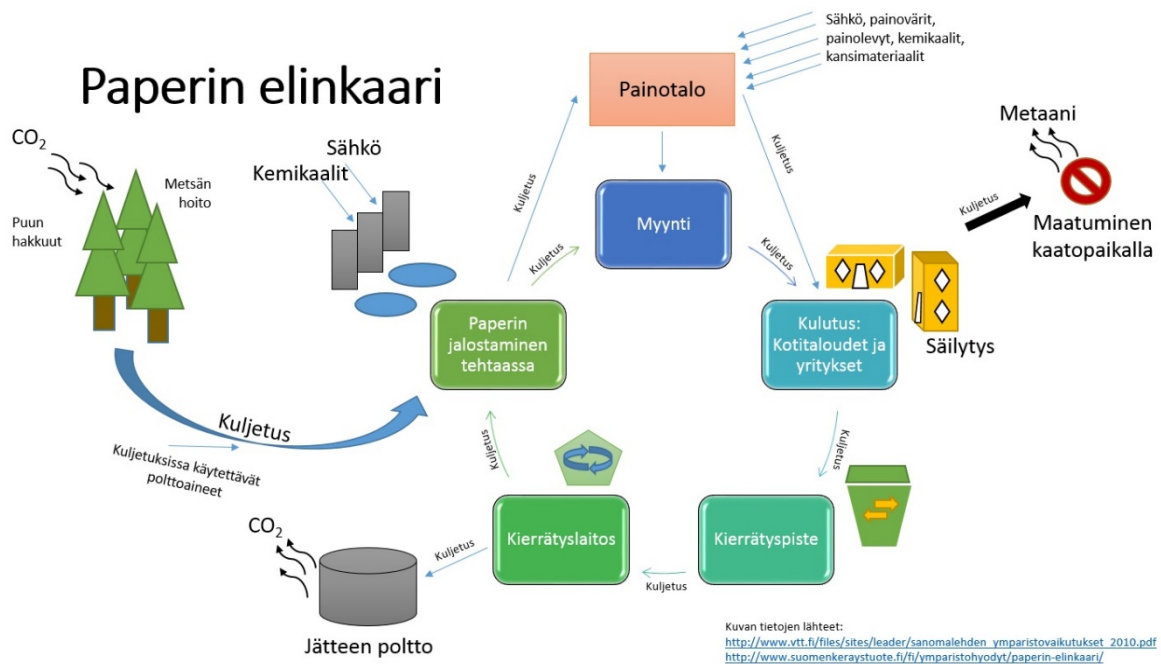 Paperin elinkaari
CO2
Metsän
hoito
Puun
hakkuut
Sähkö
Kemikaalit
Sähkö, painovärit,
painolevyt, kemikaalit,
kansimateriaalit
Painotalo
Kuljetus
Kuljetus
Myynti
Kuljetus
Kuljetus
Metaani
Kuljetus
Maatuminen
kaatopaikalla
Paperin
jalostaminen
tehtaassa
Kulutus:
Kotitaloudet ja
yritykset
Säilytys
Kuljetus
Kuljetuksissa käytettävät
polttoaineet
Kuljetus
Kuljetus
Kierrätyslaitos
Kierrätyspiste
Kuljetus
Kuljetus
CO2
Jätteen poltto
Kuvan tietojen lähteet:
http://www.vtt.fi/files/sites/leader/sanomalehden_ymparistovaikutukset_2010.pdf
http://www.suomenkeraystuote.fi/fi/ymparistohyodyt/paperin-elinkaari/